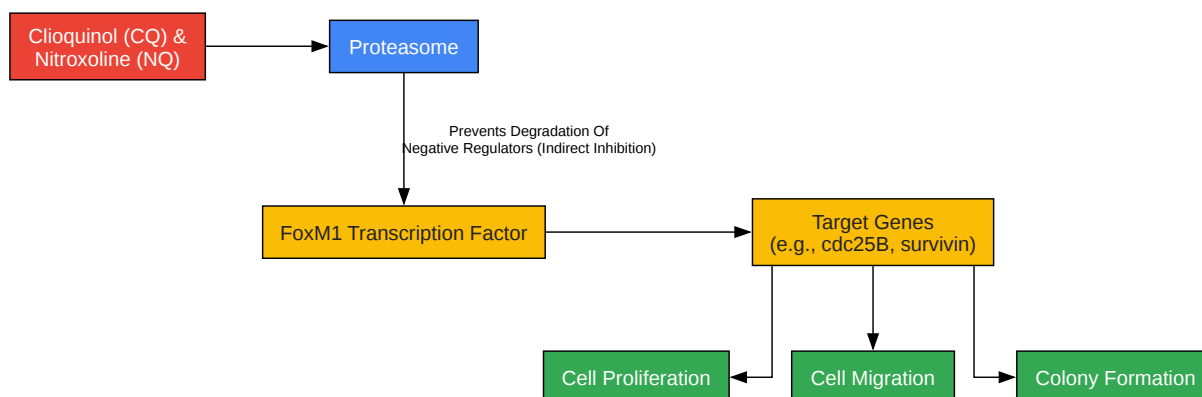 Clioquinol (CQ) &
Nitroxoline (NQ)
Proteasome
Prevents Degradation Of
Negative Regulators (Indirect Inhibition)
FoxM1 Transcription Factor
Target Genes
(e.g., cdc25B, survivin)
Cell Proliferation
Cell Migration
Colony Formation